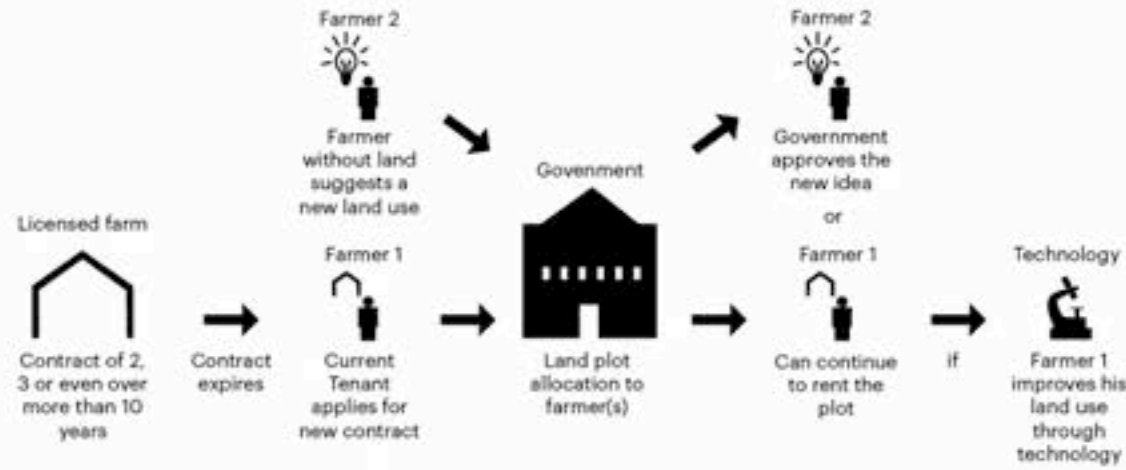 Farmer 2
Farmer
without land
suggests a
new land use
Farmer 2
Government
approves the
new idea
or
Govenment
Land plot
allocation to
farmer(s)
Licensed farm
Contract of 2,
3 or even over
more than 10
years
Contract
expires
Farmer 1
Current
Tenant
applies for
new contract
Farmer 1
Can continue
to rent the
plot
if
Technology
Farmer 1
improves his
land use
through
technology